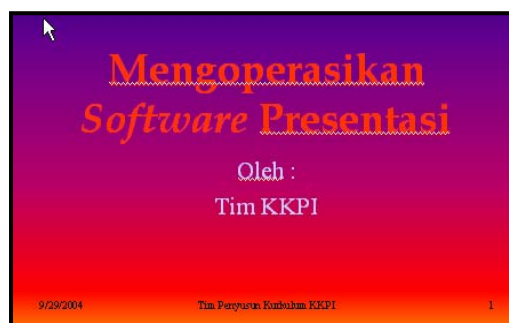 Mengoperasikan
Software Presentasi
Oleh :
Tim KKPI
9/29/2004 Tim Penyusun Kurikulum KKPI 1